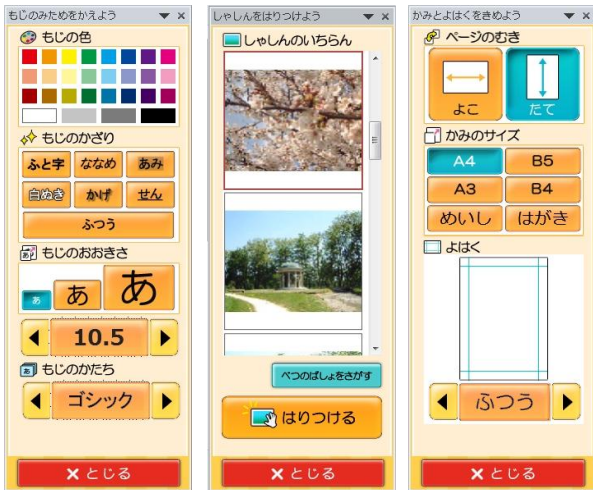 もじのみためをかえよう
もじの色
もじのかざり
ふと字 ななめ あみ
白ぬき かげ せん
ふつう
もじのおおきさ
あ あ あ
10.5
もじのかたち
ゴシック
×とじる
しゃしんをはりつけよう
しゃしんのいちらん
べつのばしょをさがす
はりつける
×とじる
かみとよはくをきめよう
ページのむき
よこ たて
かみのサイズ
A4 B5
A3 B4
めいし はがき
よはく
ふつう
×とじる